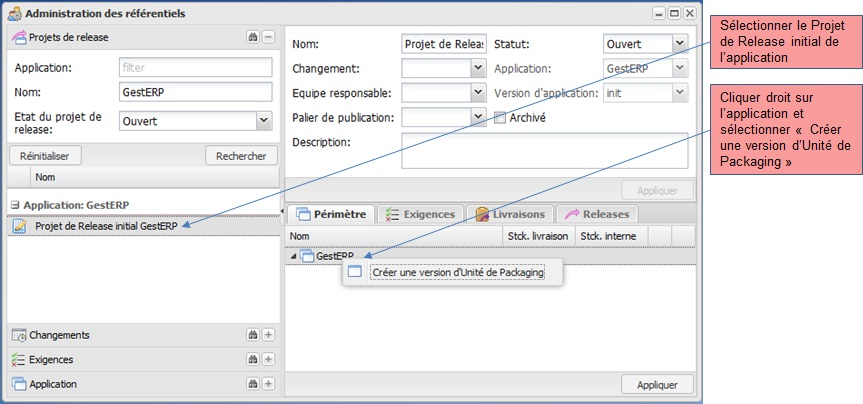 Administration des référentiels
Projets de release
Application:
filter
Nom:
GestERP
Etat du projet de
release:
Ouvert
Réinitialiser
Rechercher
Nom
Application: GestERP
Projet de Release initial GestERP
Changements
Exigences
Application
Nom:
Projet de Releas
Statut:
Ouvert
Changement:
Application:
GestERP
Equipe responsable:
Version d'application:
init
Palier de publication:
Archivé
Description:
Appliquer
Périmètre
Exigences
Livraisons
Releases
Nom
Stck. livraison
Stck. interne
GestERP
Créer une version d'Unité de Packaging
Appliquer
Sélectionner le Projet
de Release initial de
l’application
Cliquer droit sur
l’application et
sélectionner « Créer
une version d’Unité de
Packaging »